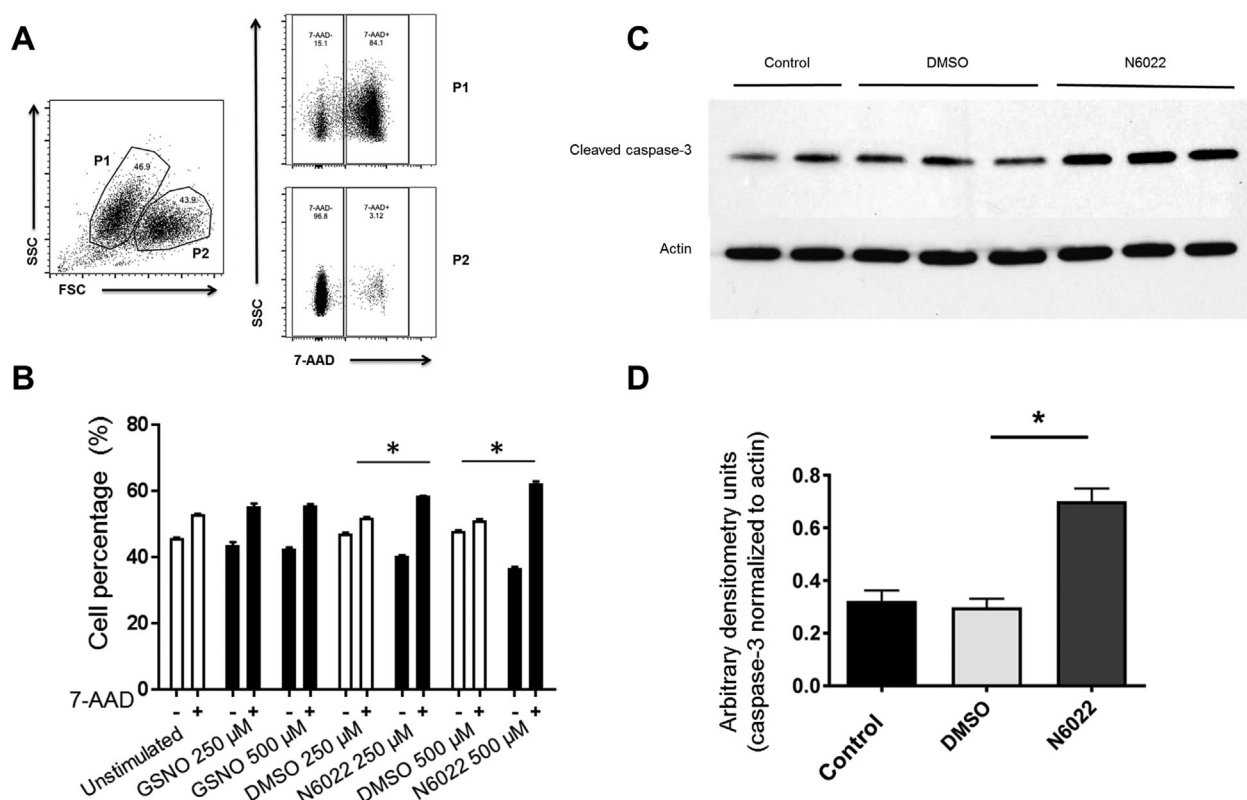 A
SSC
FSC
P1
46.9
43.9
P2
7-AAD-
15.1
7-AAD+
84.1
P1
SSC
7-AAD-
96.8
7-AAD+
3.12
P2
7-AAD
B
Cell percentage (%)
80
60
40
20
0
7-AAD
- + - + - + - + - + - + - +
Unstimulated
GSNO 250 µM
GSNO 500 µM
DMSO 250 µM
N6022 250 µM
DMSO 500 µM
N6022 500 µM
*
*
C
Control
DMSO
N6022
Cleaved caspase-3
Actin
D
Arbitrary densitometry units
(caspase-3 normalized to actin)
0.8
0.6
0.4
0.2
0.0
*
Control
DMSO
N6022